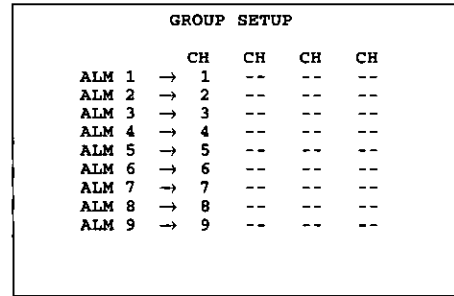 GROUP SETUP
CH CH CH CH
ALM 1 → 1 -- -- --
ALM 2 → 2 -- -- --
ALM 3 → 3 -- -- --
ALM 4 → 4 -- -- --
ALM 5 → 5 -- -- --
ALM 6 → 6 -- -- --
ALM 7 → 7 -- -- --
ALM 8 → 8 -- -- --
ALM 9 → 9 -- -- --